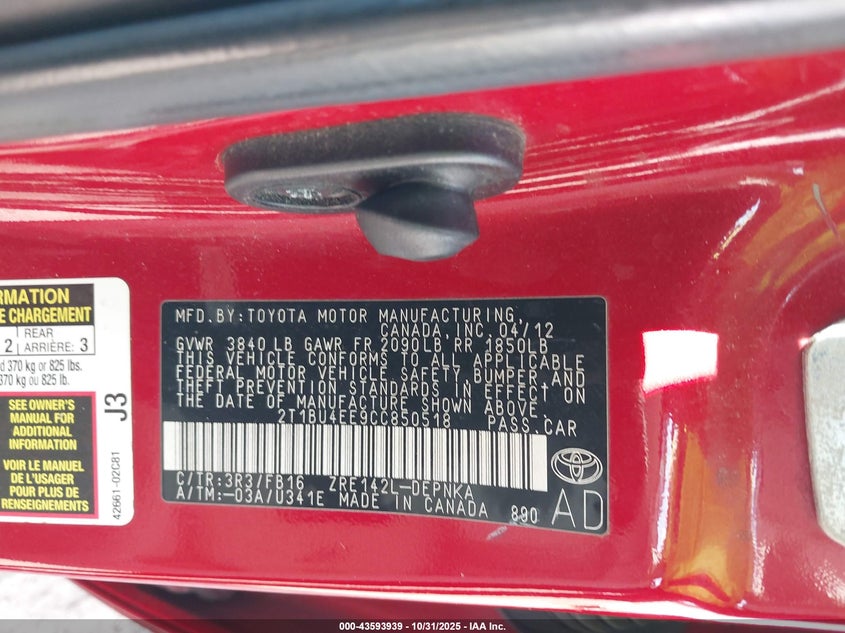 RMATION
E CHARGEMENT
2 REAR ARRIÈRE: 3
d 370 kg or 825 lbs.
370 kg ou 825 lb.
SEE OWNER'S
MANUAL FOR
ADDITIONAL
INFORMATION
VOIR LE MANUEL
DE L'USAGER
POUR PLUS DE
RENSEIGNEMENTS
J3
42661-02C81
MFD.BY:TOYOTA MOTOR MANUFACTURING,
CANADA,INC. 04/12
GVWR 3840 LB GAWR FR 2090LB RR 1850LB
THIS VEHICLE CONFORMS TO ALL APPLICABLE
FEDERAL MOTOR VEHICLE SAFETY, BUMPER, AND
THEFT PREVENTION STANDARDS IN EFFECT ON
THE DATE OF MANUFACTURE SHOWN ABOVE.
2T1BU4EE9CC850518 PASS.CAR
C/TR:3R3/FB16 ZRE142L-DEPNKA
A/TM:-03A/U341E MADE IN CANADA 890
AD
000-43593939 - 10/31/2025 - IAA Inc.